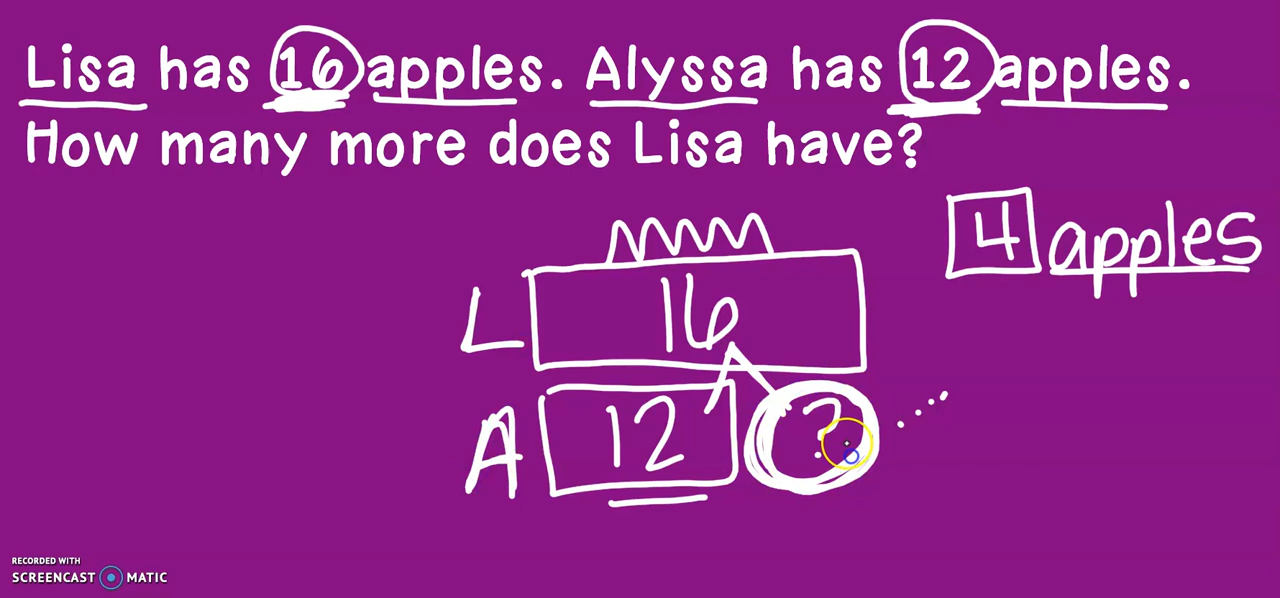 Lisa has 16 apples. Alyssa has 12 apples.
How many more does Lisa have?
4 apples
L 16
A 12 ?
RECORDED WITH
SCREENCAST MATIC